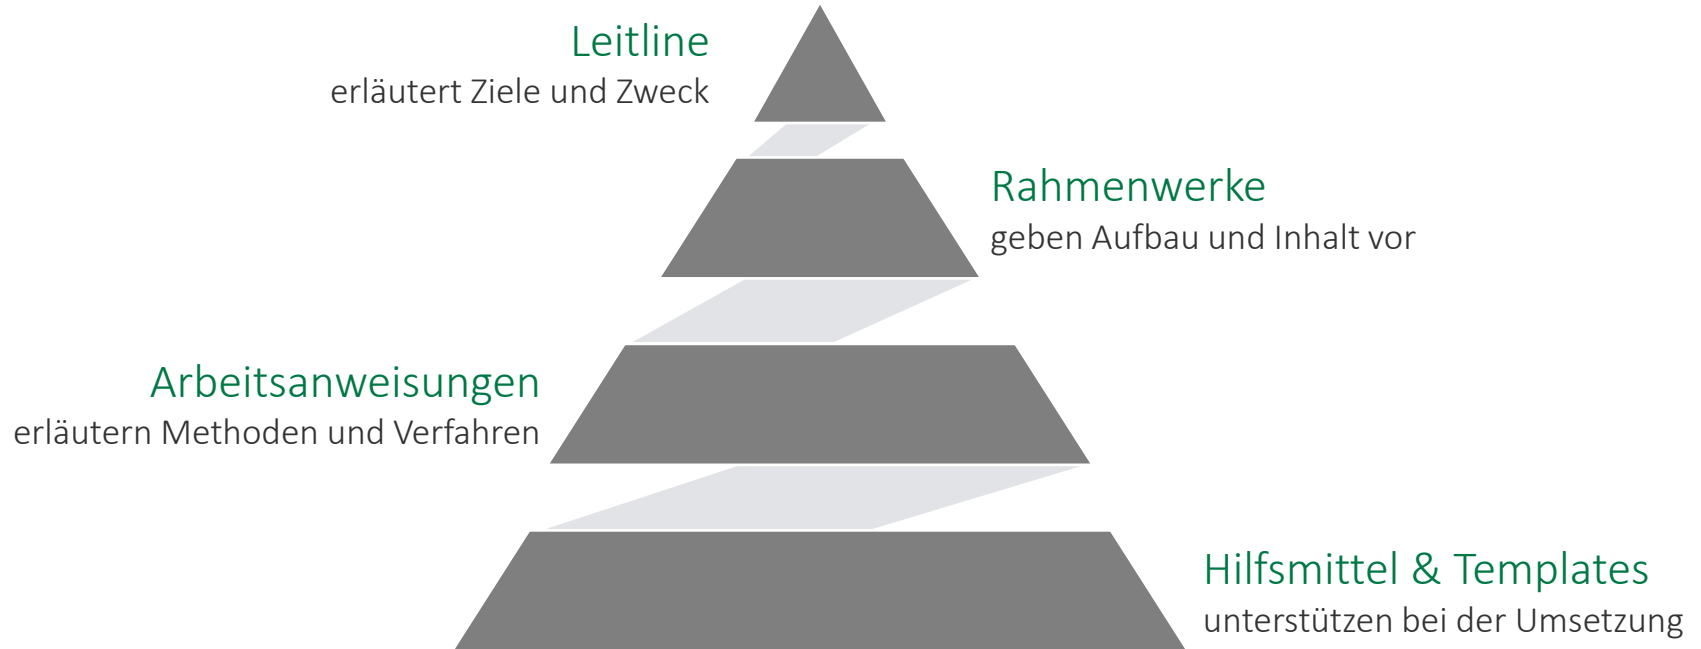 Leitline
erläutert Ziele und Zweck
Rahmenwerke
geben Aufbau und Inhalt vor
Arbeitsanweisungen
erläutern Methoden und Verfahren
Hilfsmittel & Templates
unterstützen bei der Umsetzung